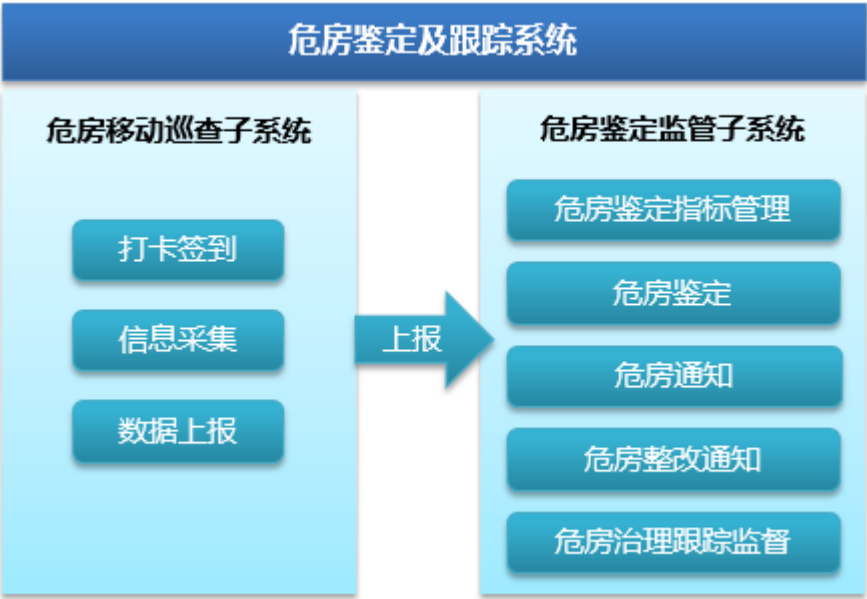 危房鉴定及跟踪系统
危房移动巡查子系统
打卡签到
信息采集
数据上报
上报
危房鉴定监管子系统
危房鉴定指标管理
危房鉴定
危房通知
危房整改通知
危房治理跟踪监督